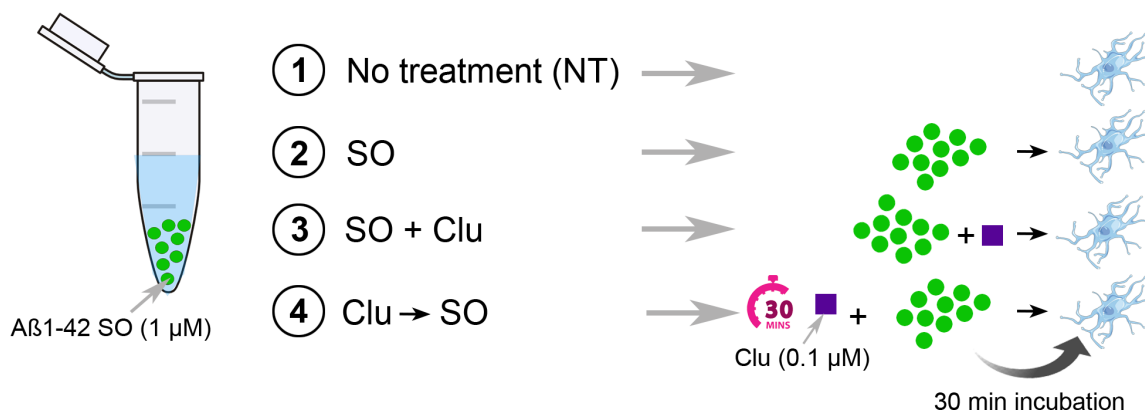 1 No treatment (NT)
2 SO
3 SO + Clu
+
4 Clu → SO
30
MINS
+
Aß1-42 SO (1 µM)
Clu (0.1 µM)
30 min incubation